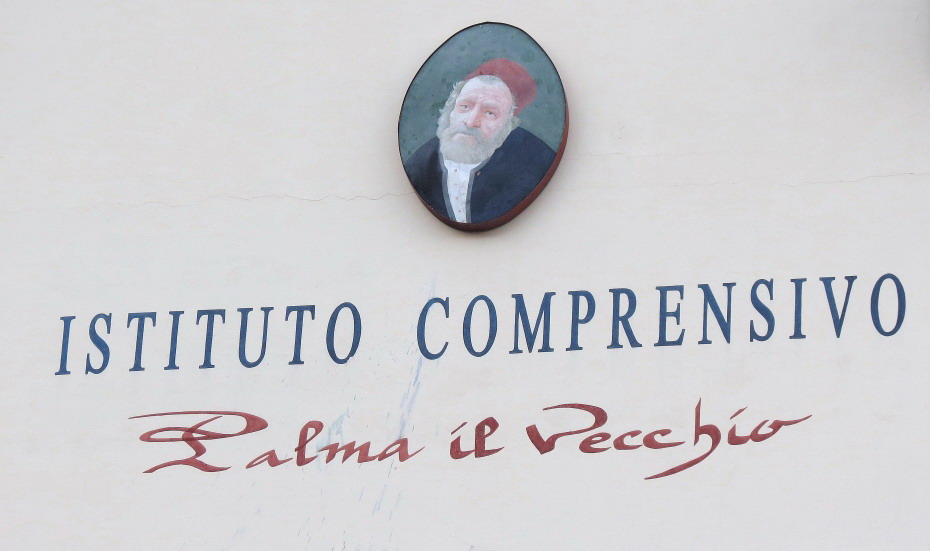 ISTITUTO COMPRENSIVO
Palma il Vecchio